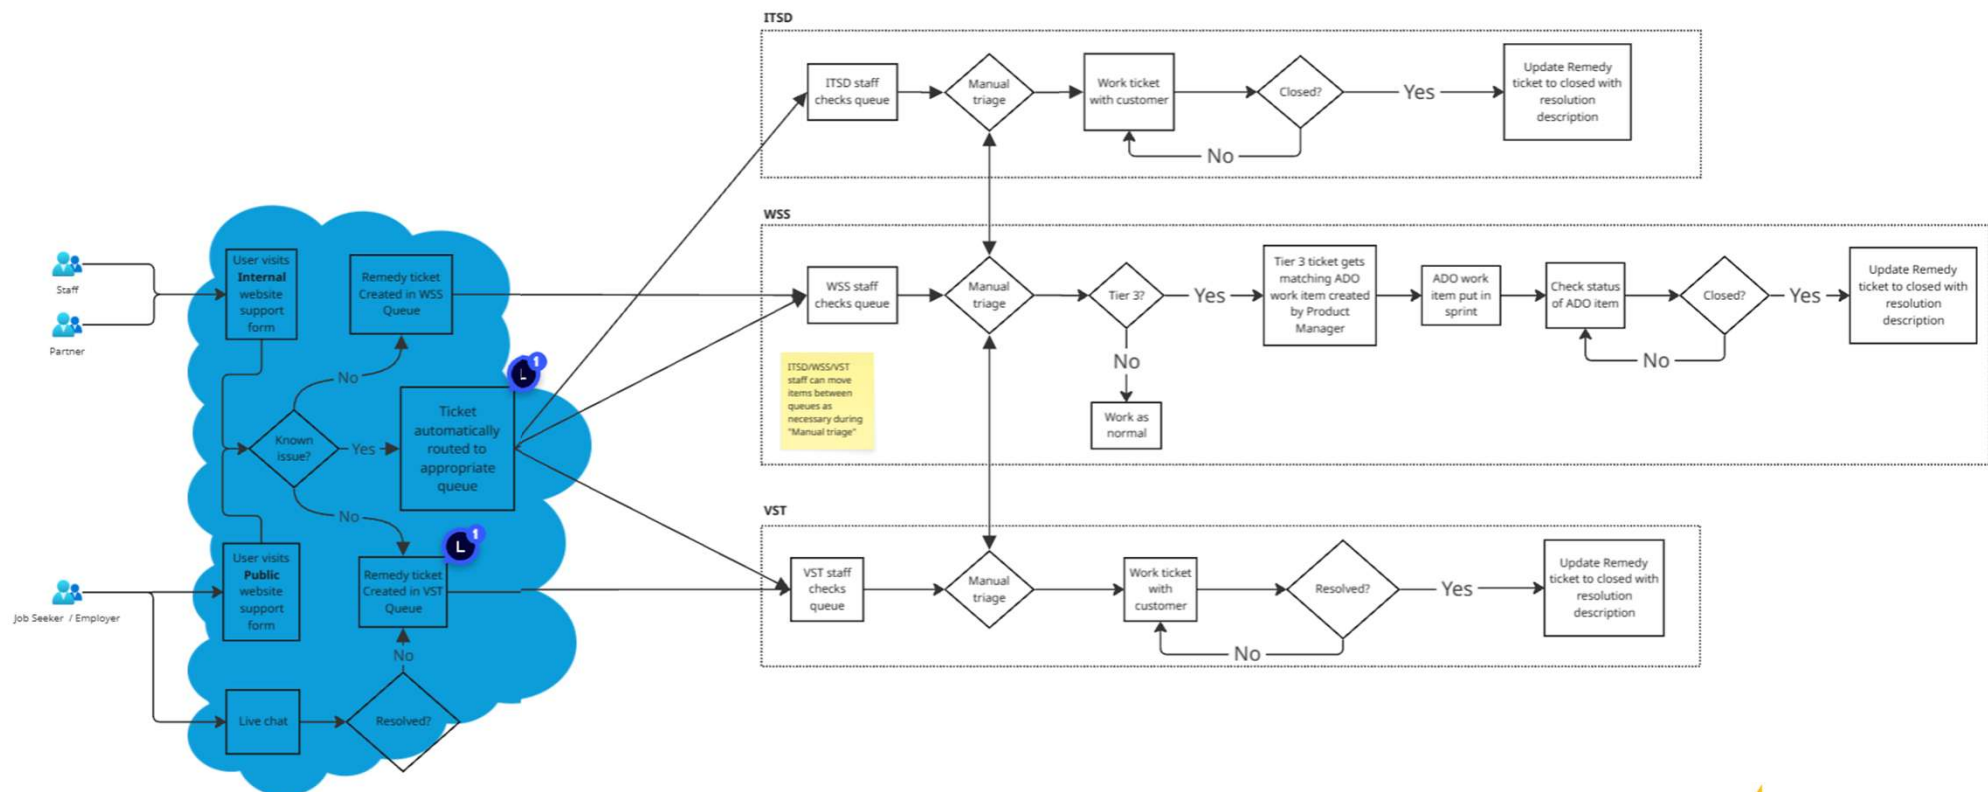 ITSD
ITSD staff
checks queue
Manual
triage
Work ticket
with customer
Closed?
Yes
No
Update Remedy
ticket to closed with
resolution
description
WSS
WSS staff
checks queue
Manual
triage
Tier 3?
Yes
No
Work as
normal
Tier 3 ticket gets
matching ADO
work item created
by Product
Manager
ADO work
item put in
sprint
Check status
of ADO item
Closed?
Yes
No
Update Remedy
ticket to closed with
resolution
description
ITSD/WSS/VST
staff can move
items between
queues as
necessary during
"Manual triage"
Staff
Partner
User visits
Internal
website
support
form
Remedy ticket
Created in WSS
Queue
No
Known
issue?
Yes
Ticket
automatically
routed to
appropriate
queue
L
1
No
Job Seeker / Employer
User visits
Public
website
support
form
Remedy ticket
Created in VST
Queue
L
1
No
Live chat
Resolved?
VST
VST staff
checks
queue
Manual
triage
Work ticket
with
customer
Resolved?
Yes
No
Update Remedy
ticket to closed with
resolution
description